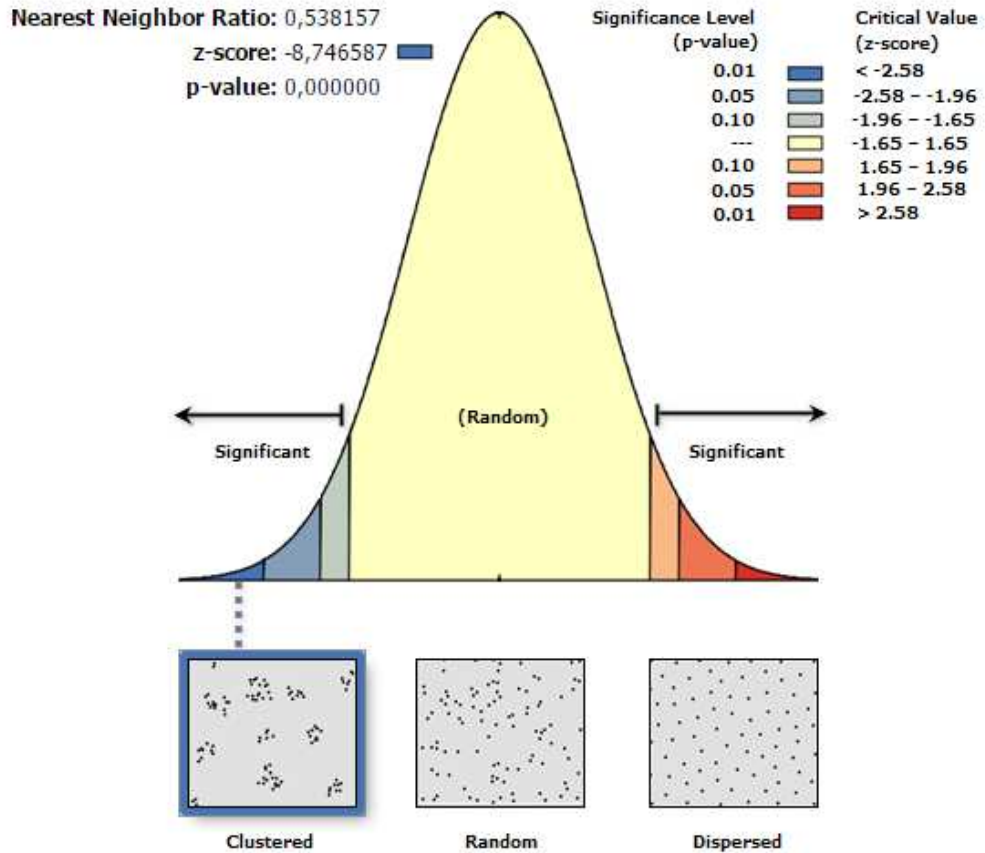 Nearest Neighbor Ratio: 0,538157
z-score: -8,746587
p-value: 0,000000
Significance Level
(p-value)
Critical Value
(z-score)
0.01 < -2.58
0.05 -2.58 – -1.96
0.10 -1.96 – -1.65
--- -1.65 – 1.65
0.10 1.65 – 1.96
0.05 1.96 – 2.58
0.01 > 2.58
(Random)
Significant
Significant
Clustered
Random
Dispersed